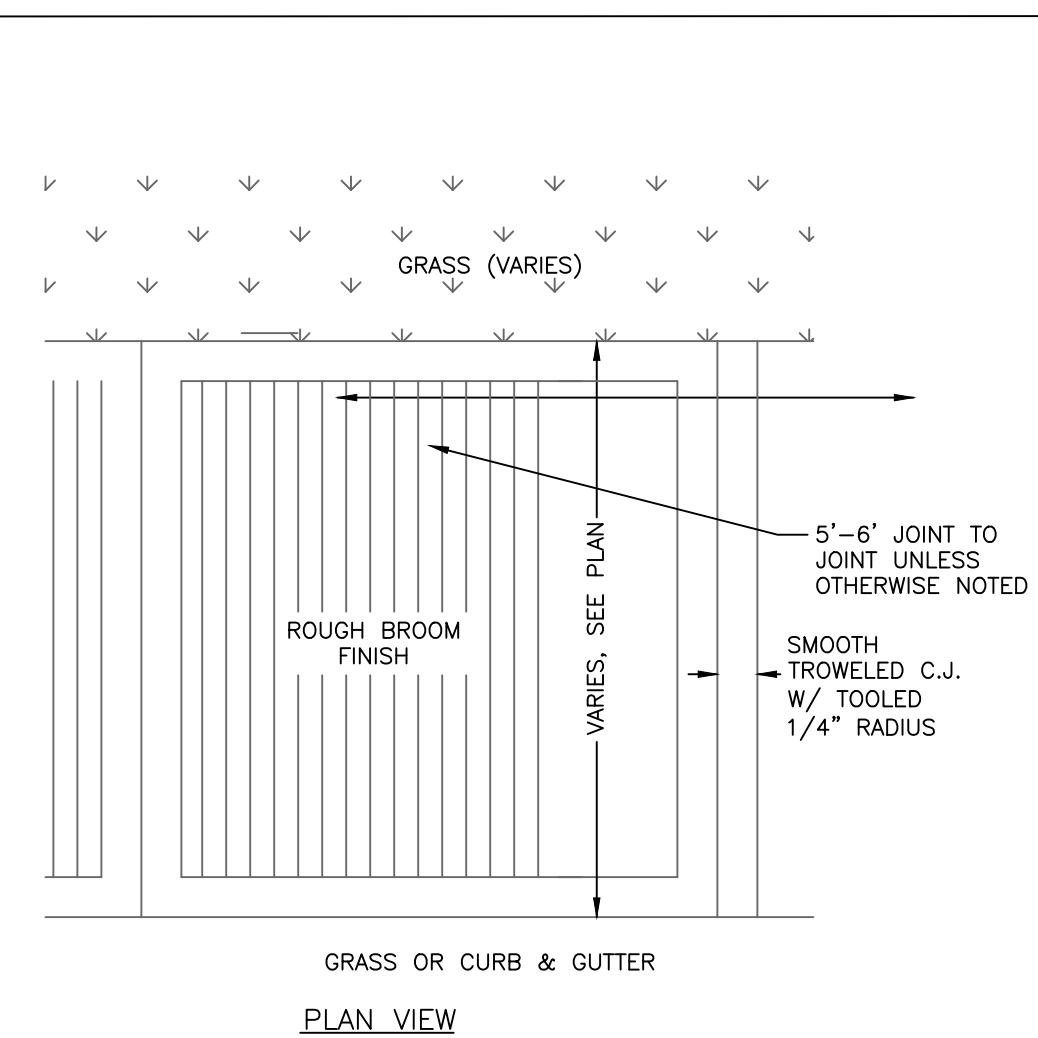 GRASS (VARIES)
5'-6' JOINT TO
JOINT UNLESS
OTHERWISE NOTED
VARIES, SEE PLAN
ROUGH BROOM
FINISH
SMOOTH
TROWELED C.J.
W/ TOOLED
1/4" RADIUS
GRASS OR CURB & GUTTER
PLAN VIEW